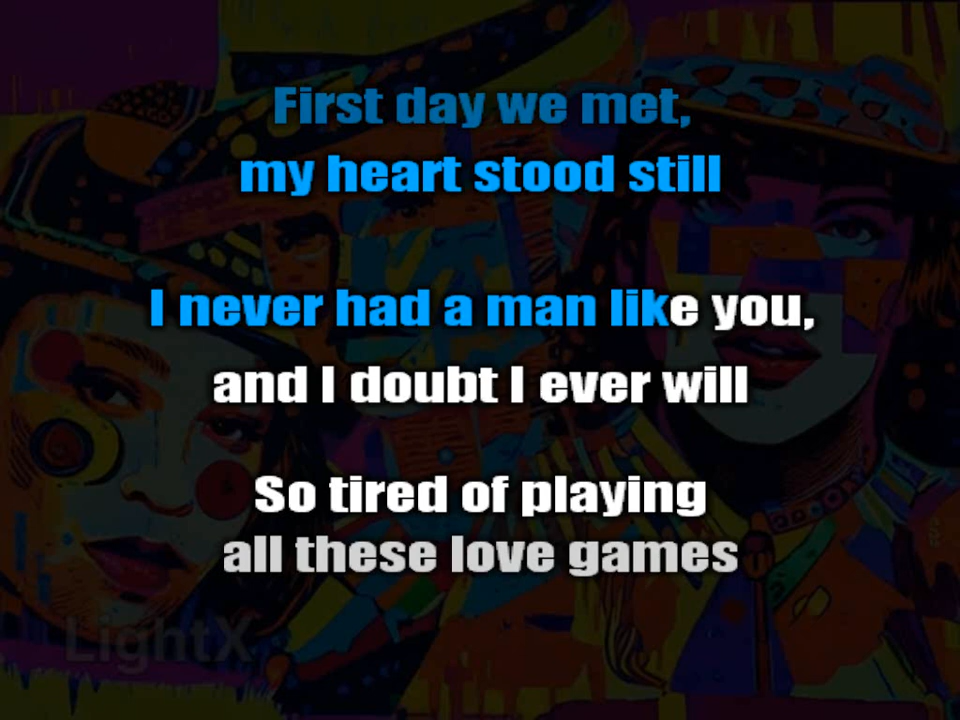 First day we met,
my heart stood still
I never had a man like you,
and I doubt I ever will
So tired of playing
all these love games
LightX